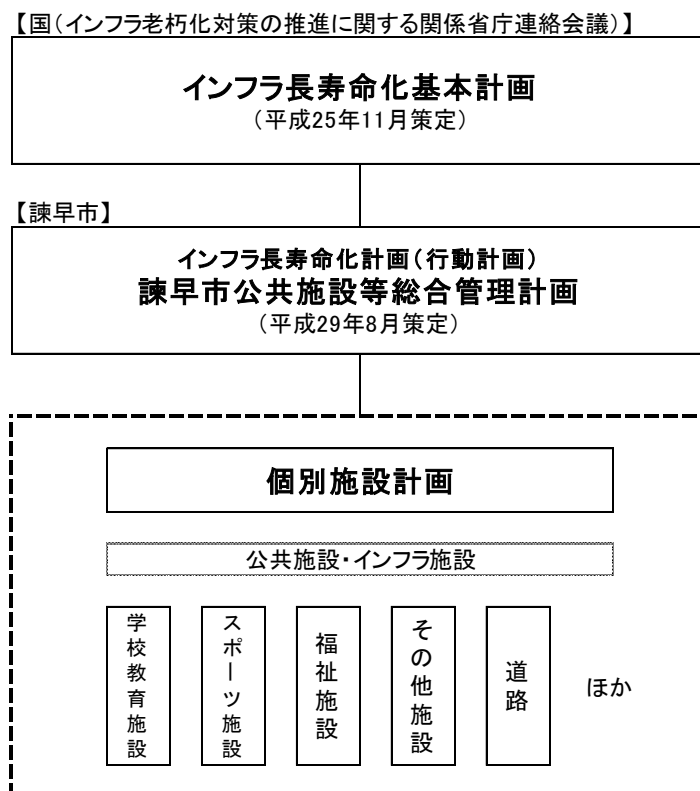 【国(インフラ老朽化対策の推進に関する関係省庁連絡会議)】
インフラ長寿命化基本計画
(平成25年11月策定)
【諫早市】
インフラ長寿命化計画(行動計画)
諫早市公共施設等総合管理計画
(平成29年8月策定)
個別施設計画
公共施設・インフラ施設
学校教育施設
スポーツ施設
福祉施設
その他施設
道路
ほか